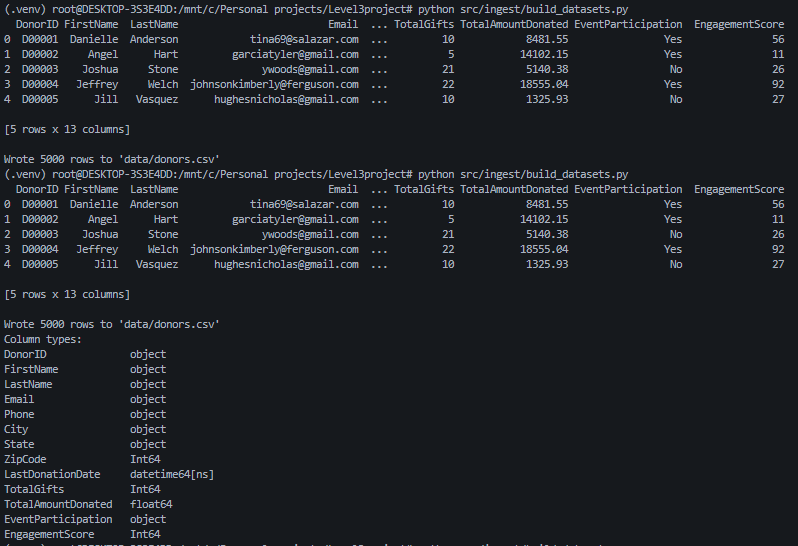 (.venv) root@DESKTOP-3S3E4DD:/mnt/c/Personal projects/Level3project# python src/ingest/build_datasets.py
DonorID FirstName LastName Email ... TotalGifts TotalAmountDonated EventParticipation EngagementScore
0 D00001 Danielle Anderson tina69@salazar.com ... 10 8481.55 Yes 56
1 D00002 Angel Hart garciatyler@gmail.com ... 5 14102.15 Yes 11
2 D00003 Joshua Stone ywoods@gmail.com ... 21 5140.38 No 26
3 D00004 Jeffrey Welch johnsonkimberly@ferguson.com ... 22 18555.04 Yes 92
4 D00005 Jill Vasquez hughesnicholas@gmail.com ... 10 1325.93 No 27
[5 rows x 13 columns]
Wrote 5000 rows to 'data/donors.csv'
(.venv) root@DESKTOP-3S3E4DD:/mnt/c/Personal projects/Level3project# python src/ingest/build_datasets.py
DonorID FirstName LastName Email ... TotalGifts TotalAmountDonated EventParticipation EngagementScore
0 D00001 Danielle Anderson tina69@salazar.com ... 10 8481.55 Yes 56
1 D00002 Angel Hart garciatyler@gmail.com ... 5 14102.15 Yes 11
2 D00003 Joshua Stone ywoods@gmail.com ... 21 5140.38 No 26
3 D00004 Jeffrey Welch johnsonkimberly@ferguson.com ... 22 18555.04 Yes 92
4 D00005 Jill Vasquez hughesnicholas@gmail.com ... 10 1325.93 No 27
[5 rows x 13 columns]
Wrote 5000 rows to 'data/donors.csv'
Column types:
DonorID object
FirstName object
LastName object
Email object
Phone object
City object
State object
ZipCode Int64
LastDonationDate datetime64[ns]
TotalGifts Int64
TotalAmountDonated float64
EventParticipation object
EngagementScore Int64